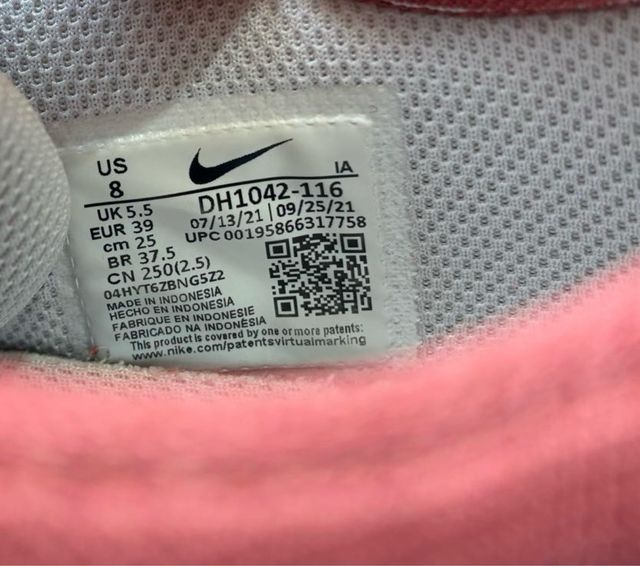 US
8
IA
DH1042-116
UK 5.5
07/13/21 | 09/25/21
EUR 39
UPC 00195866317758
cm 25
BR 37.5
CN 250(2.5)
04HYT6ZBNG5Z2
MADE IN INDONESIA
HECHO EN INDONESIA
FABRIQUE EN INDONESIE
FABRICADO NA INDONÉSIA
This product is covered by one or more patents:
www.nike.com/patentsvirtualmarking